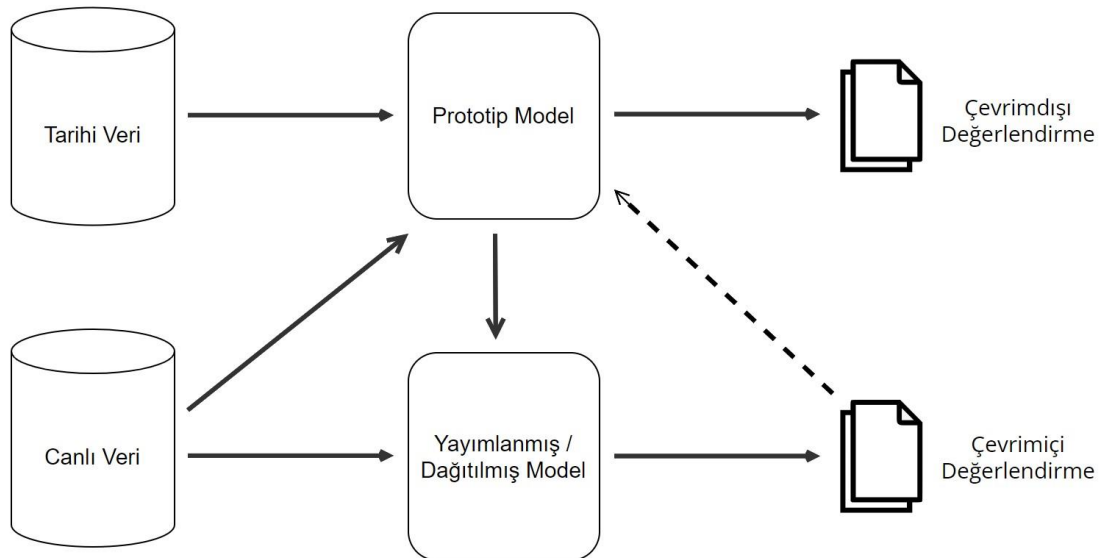 Tarihi Veri
Prototip Model
Çevrimdışı
Değerlendirme
Canlı Veri
Yayımlanmış /
Dağıtılmış Model
Çevrimiçi
Değerlendirme